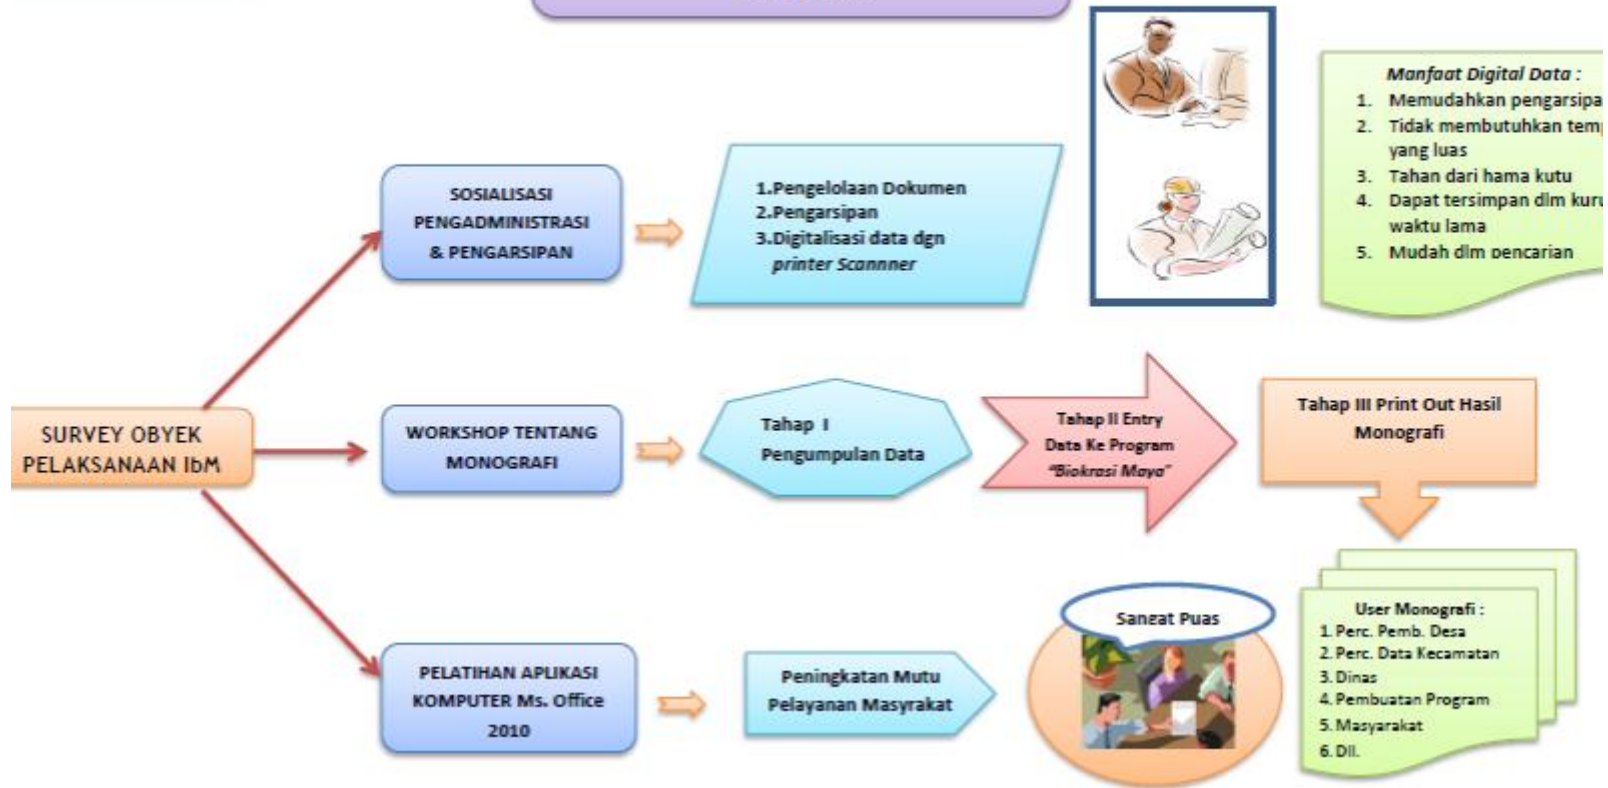 SURVEY OBYEK
PELAKSANAAN IbM
SOSIALISASI
PENGADMINISTRASI
& PENGARSIPAN
1.Pengelolaan Dokumen
2.Pengarsipan
3.Digitalisasi data dgn
printer Scannner
Manfaat Digital Data :
1. Memudahkan pengarsipa
2. Tidak membutuhkan temp
yang luas
3. Tahan dari hama kutu
4. Dapat tersimpan dlm kuru
waktu lama
5. Mudah dlm pencarian
WORKSHOP TENTANG
MONOGRAFI
Tahap I
Pengumpulan Data
Tahap II Entry
Data Ke Program
"Biokrasi Maya"
Tahap III Print Out Hasil
Monografi
PELATIHAN APLIKASI
KOMPUTER Ms. Office
2010
Peningkatan Mutu
Pelayanan Masyrakat
Sangat Puas
User Monografi :
1. Perc. Pemb. Desa
2. Perc. Data Kecamatan
3. Dinas
4. Pembuatan Program
5. Masyarakat
6. Dll.